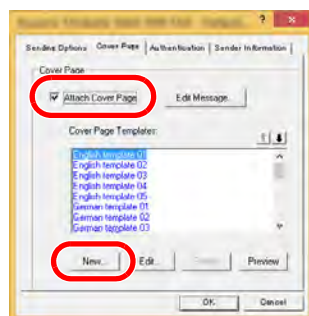 ?
Sending Options Cover Page Authentication Sender Information
Cover Page
Attach Cover Page
Edit Message...
Cover Page Templates:
English template 01
English template 02
English template 03
English template 04
English template 05
German template 01
German template 02
German template 03
New... Edit... Preview
OK Cancel